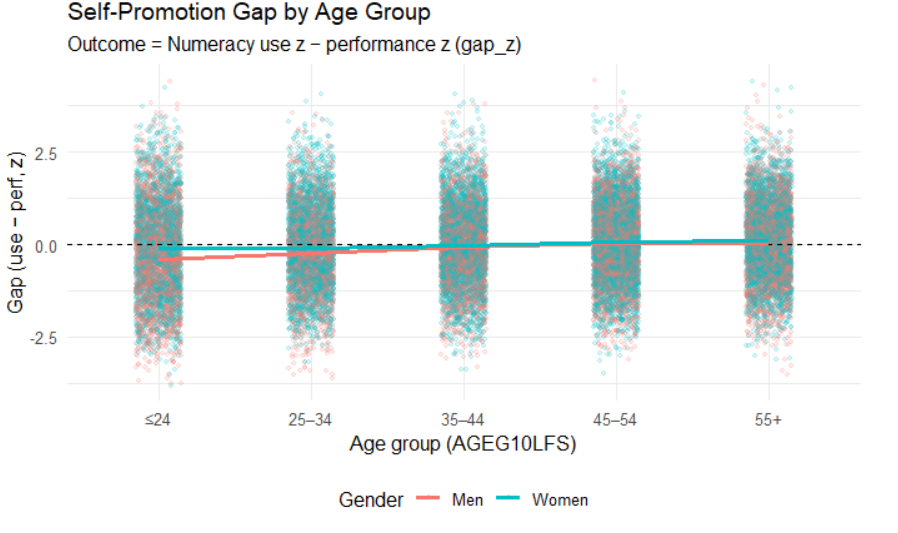 Self-Promotion Gap by Age Group
Outcome = Numeracy use z − performance z (gap_z)
Gap (use − perf, z)
2.5
0.0
-2.5
≤24 25–34 35–44 45–54 55+
Age group (AGEG10LFS)
Gender Men Women